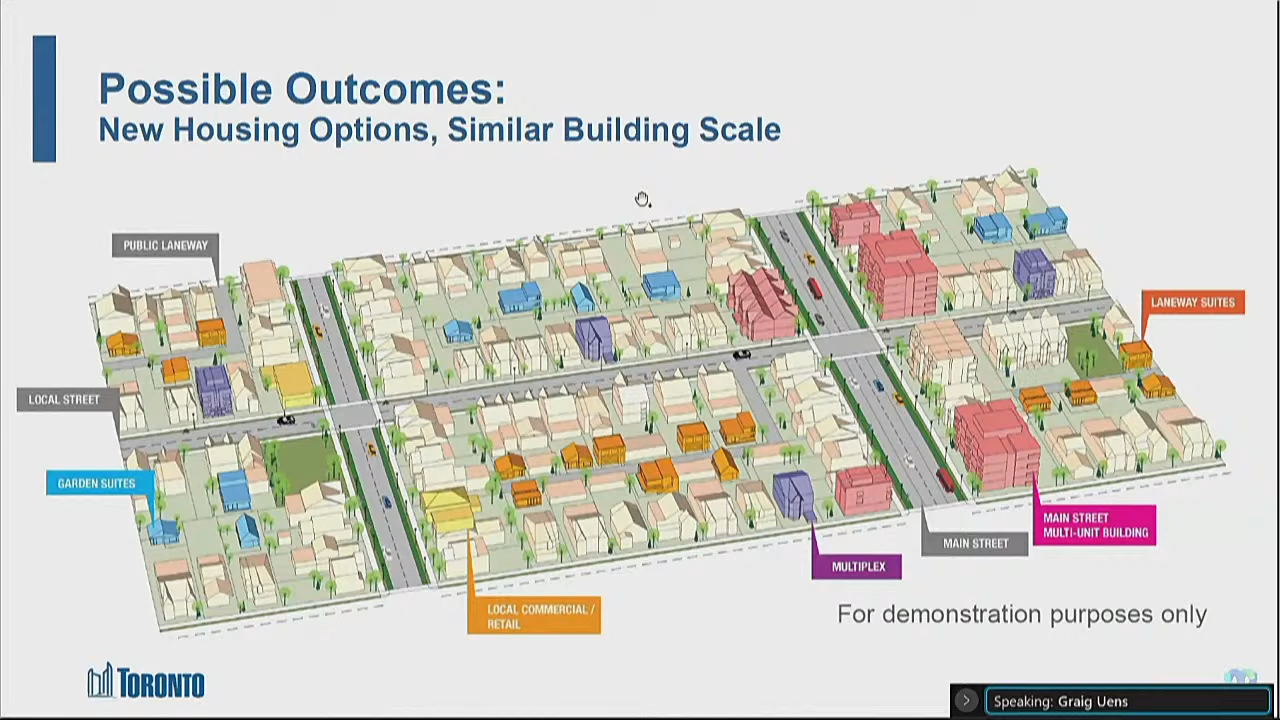 Possible Outcomes:
New Housing Options, Similar Building Scale
PUBLIC LANEWAY
LANEWAY SUITES
LOCAL STREET
GARDEN SUITES
MAIN STREET
MULTI-UNIT BUILDING
MAIN STREET
MULTIPLEX
LOCAL COMMERCIAL /
RETAIL
For demonstration purposes only
TORONTO
Speaking: Graig Uens